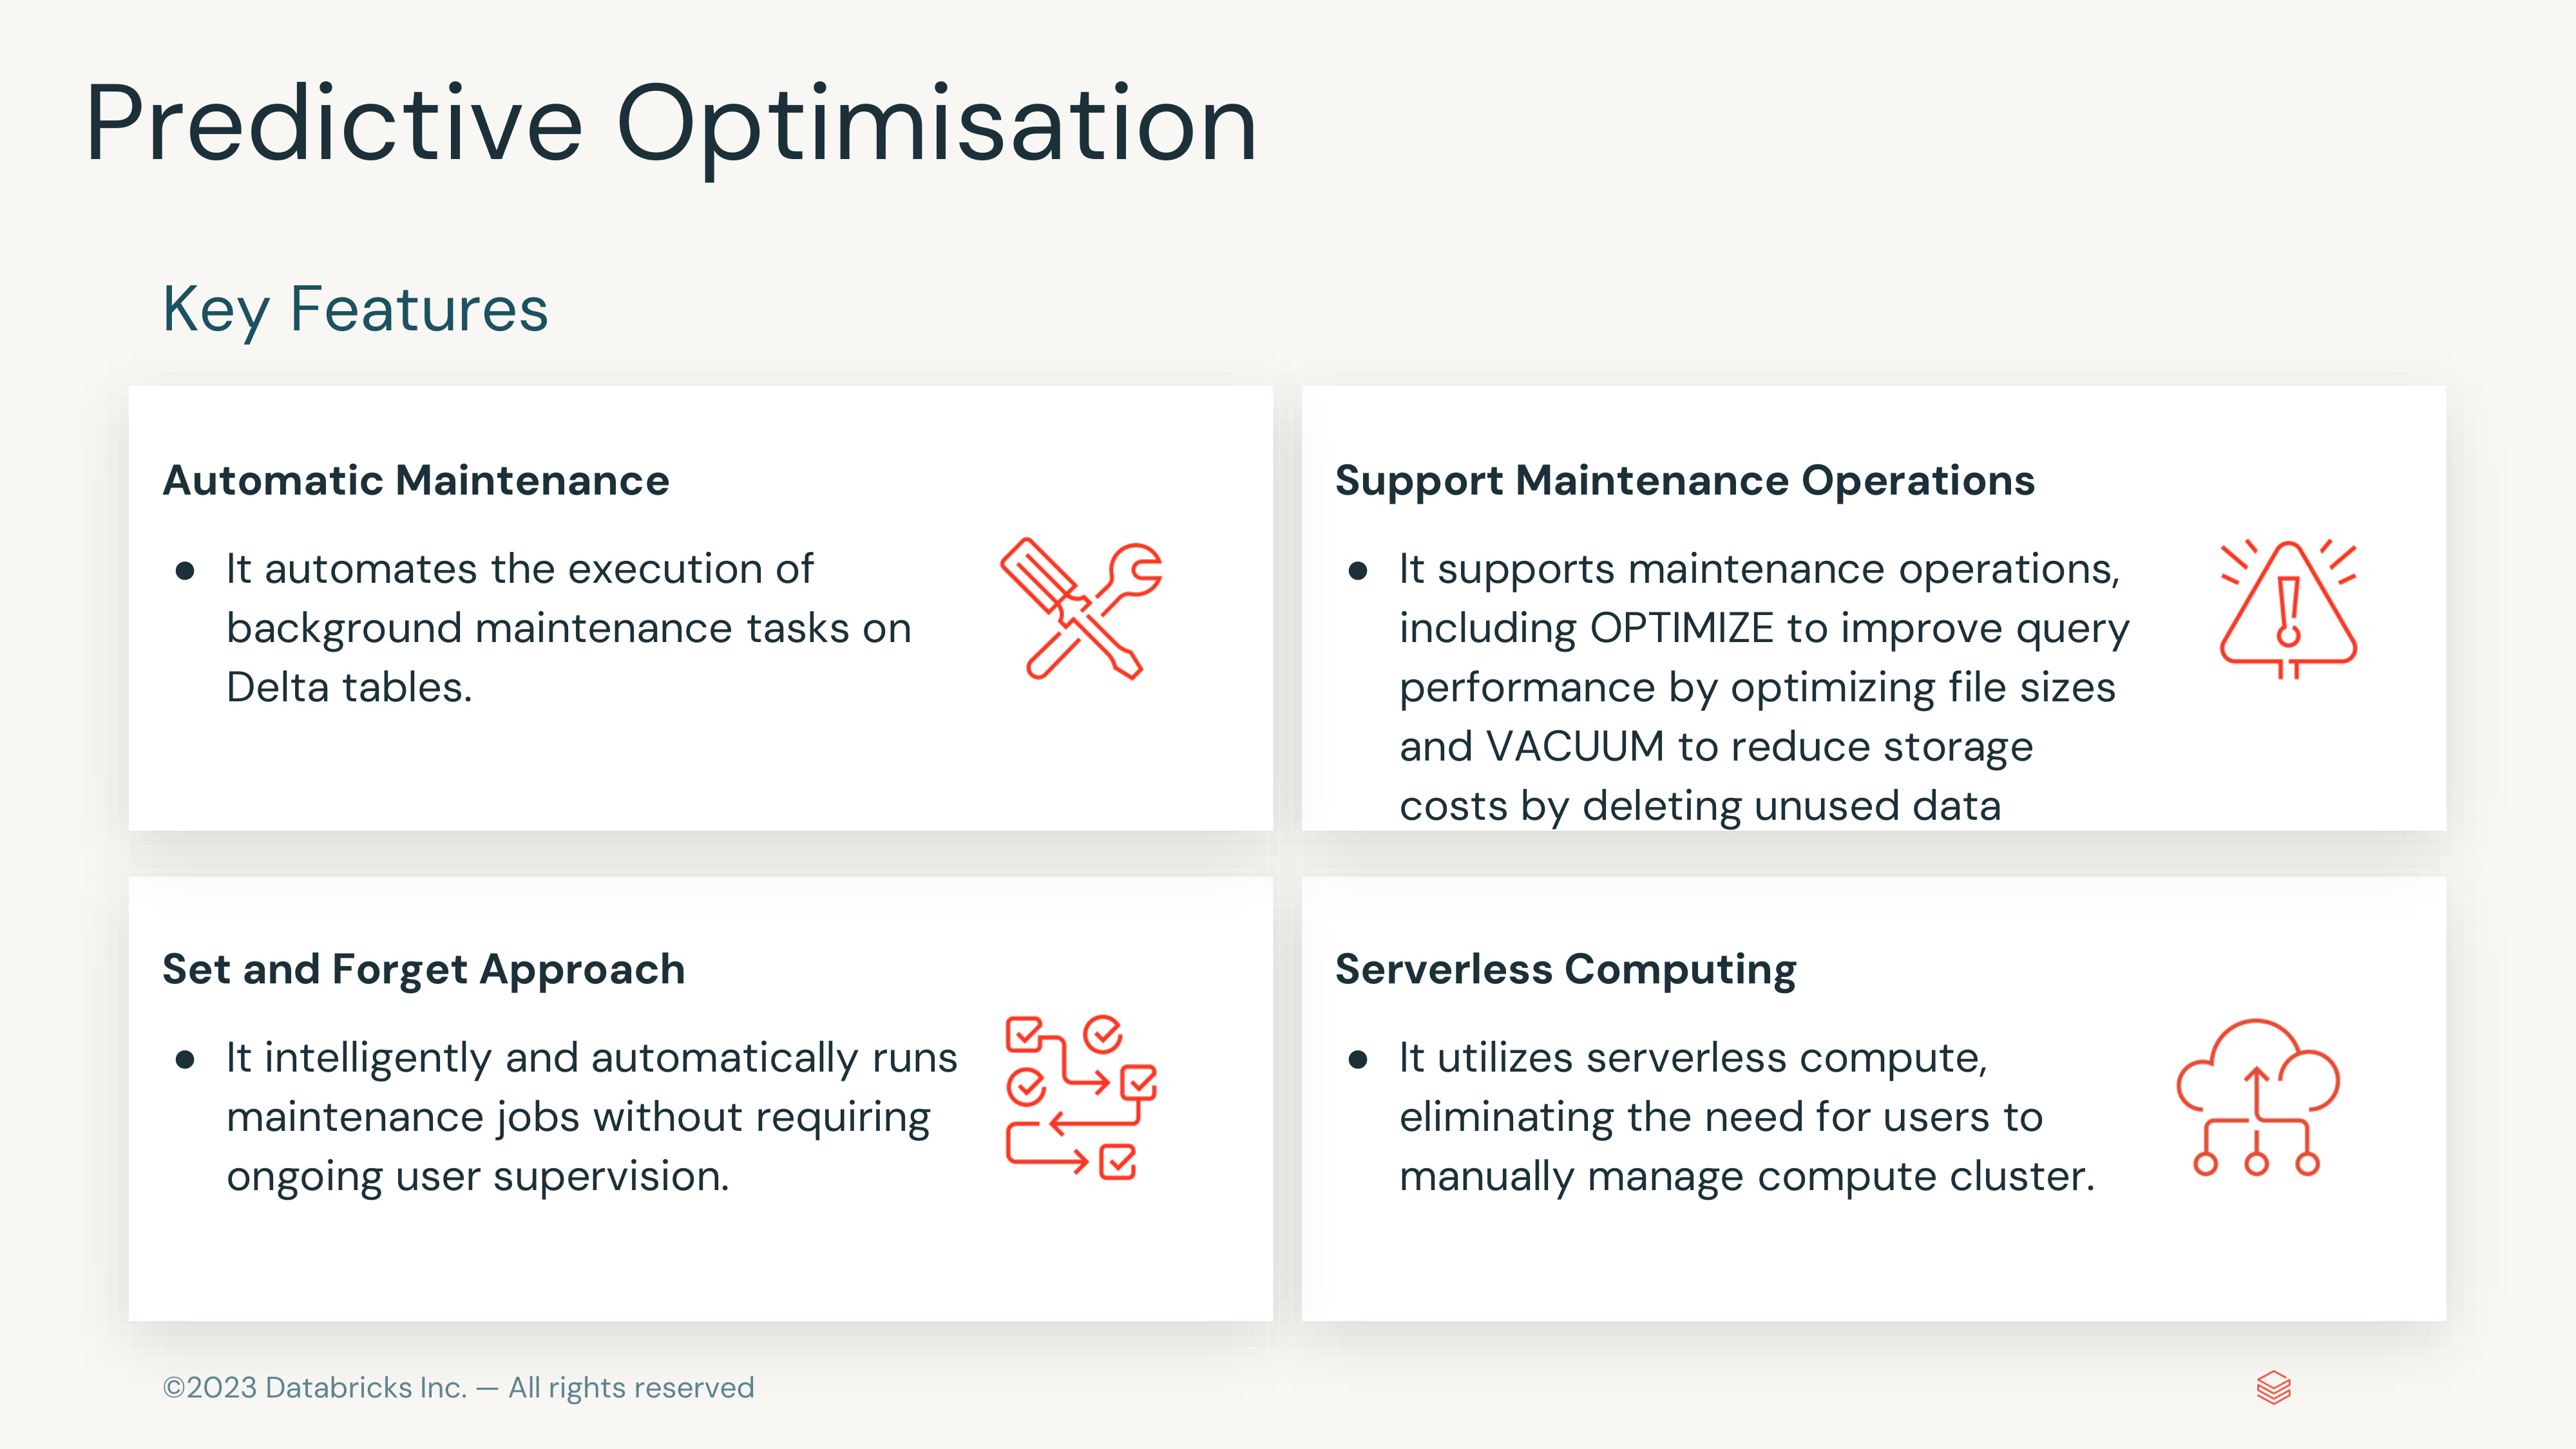 Predictive Optimisation
Key Features
Automatic Maintenance
● It automates the execution of
background maintenance tasks on
Delta tables.
Support Maintenance Operations
● It supports maintenance operations,
including OPTIMIZE to improve query
performance by optimizing file sizes
and VACUUM to reduce storage
costs by deleting unused data
Set and Forget Approach
● It intelligently and automatically runs
maintenance jobs without requiring
ongoing user supervision.
Serverless Computing
● It utilizes serverless compute,
eliminating the need for users to
manually manage compute cluster.
©2023 Databricks Inc. — All rights reserved